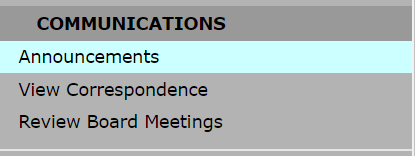 COMMUNICATIONS
Announcements
View Correspondence
Review Board Meetings